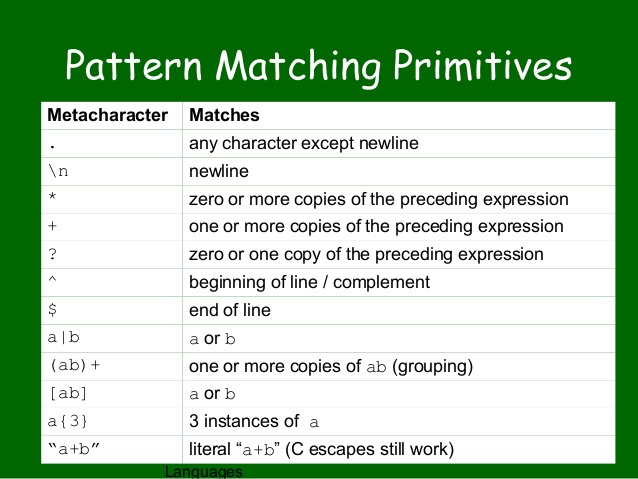 Pattern Matching Primitives
Metacharacter Matches
. any character except newline
\n newline
* zero or more copies of the preceding expression
+ one or more copies of the preceding expression
? zero or one copy of the preceding expression
^ beginning of line / complement
$ end of line
a|b a or b
(ab)+ one or more copies of ab (grouping)
[ab] a or b
a{3} 3 instances of a
“a+b” literal “a+b” (C escapes still work)
Languages